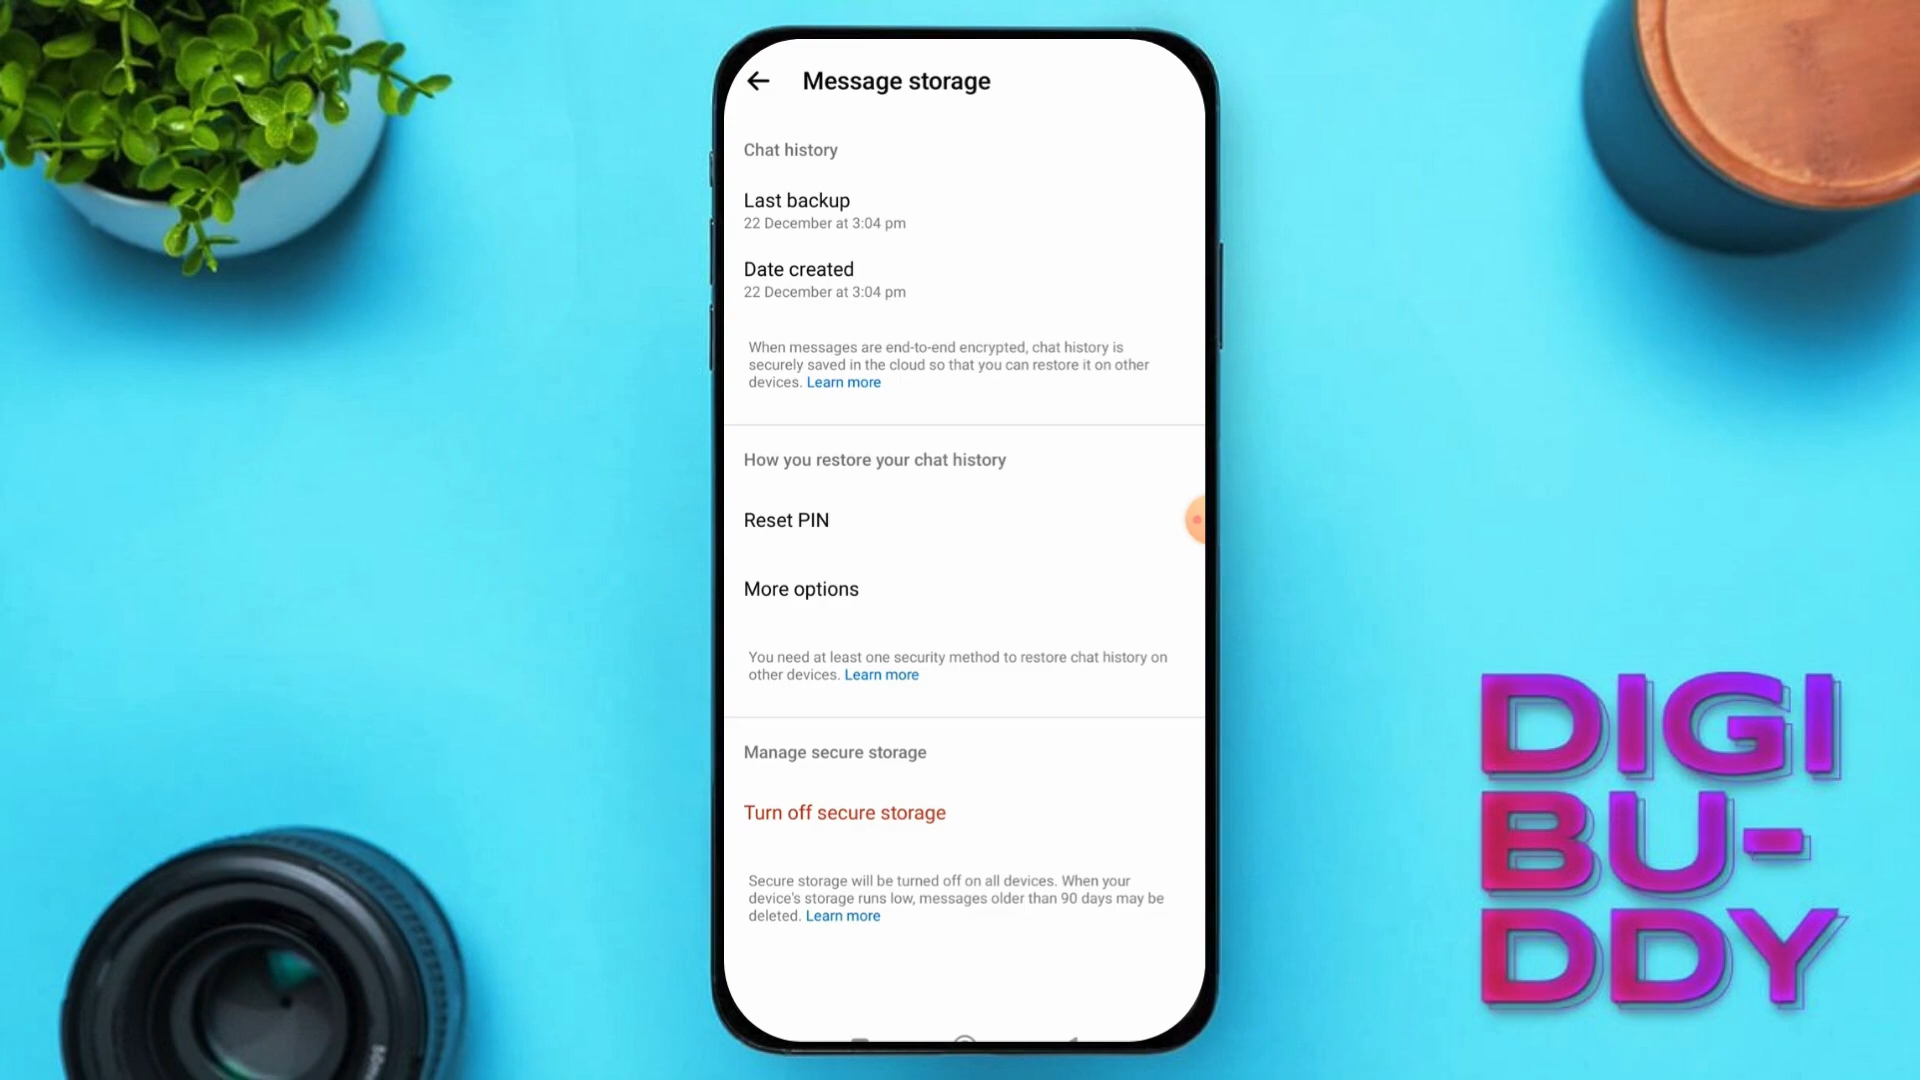 Message storage
Chat history
Last backup
22 December at 3:04 pm
Date created
22 December at 3:04 pm
When messages are end-to-end encrypted, chat history is
securely saved in the cloud so that you can restore it on other
devices. Learn more
How you restore your chat history
Reset PIN
More options
You need at least one security method to restore chat history on
other devices. Learn more
Manage secure storage
Turn off secure storage
Secure storage will be turned off on all devices. When your
device's storage runs low, messages older than 90 days may be
deleted. Learn more
DIGI
BU-
DDY